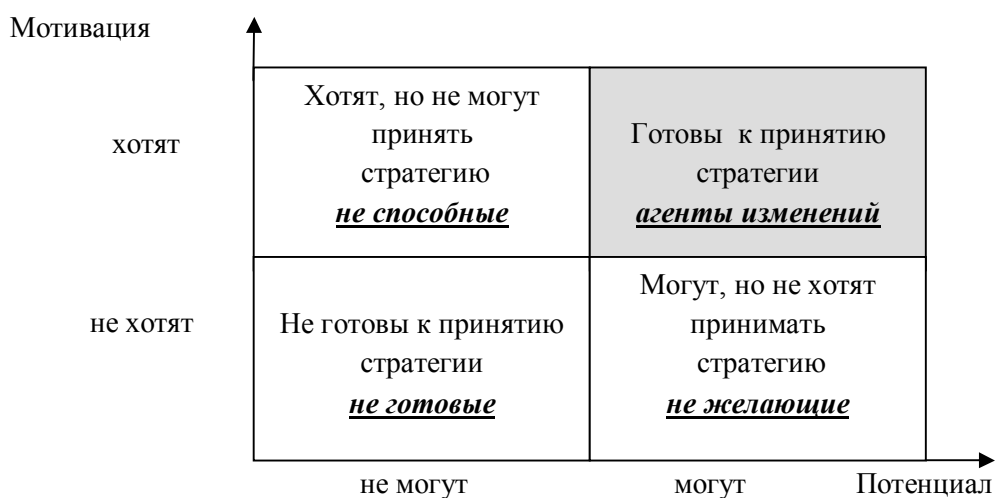 Мотивация
хотят
Хотят, но не могут
принять
стратегию
не способные
Готовы к принятию
стратегии
агенты изменений
не хотят
Не готовы к принятию
стратегии
не готовые
Могут, но не хотят
принимать
стратегию
не желающие
не могут
могут
Потенциал